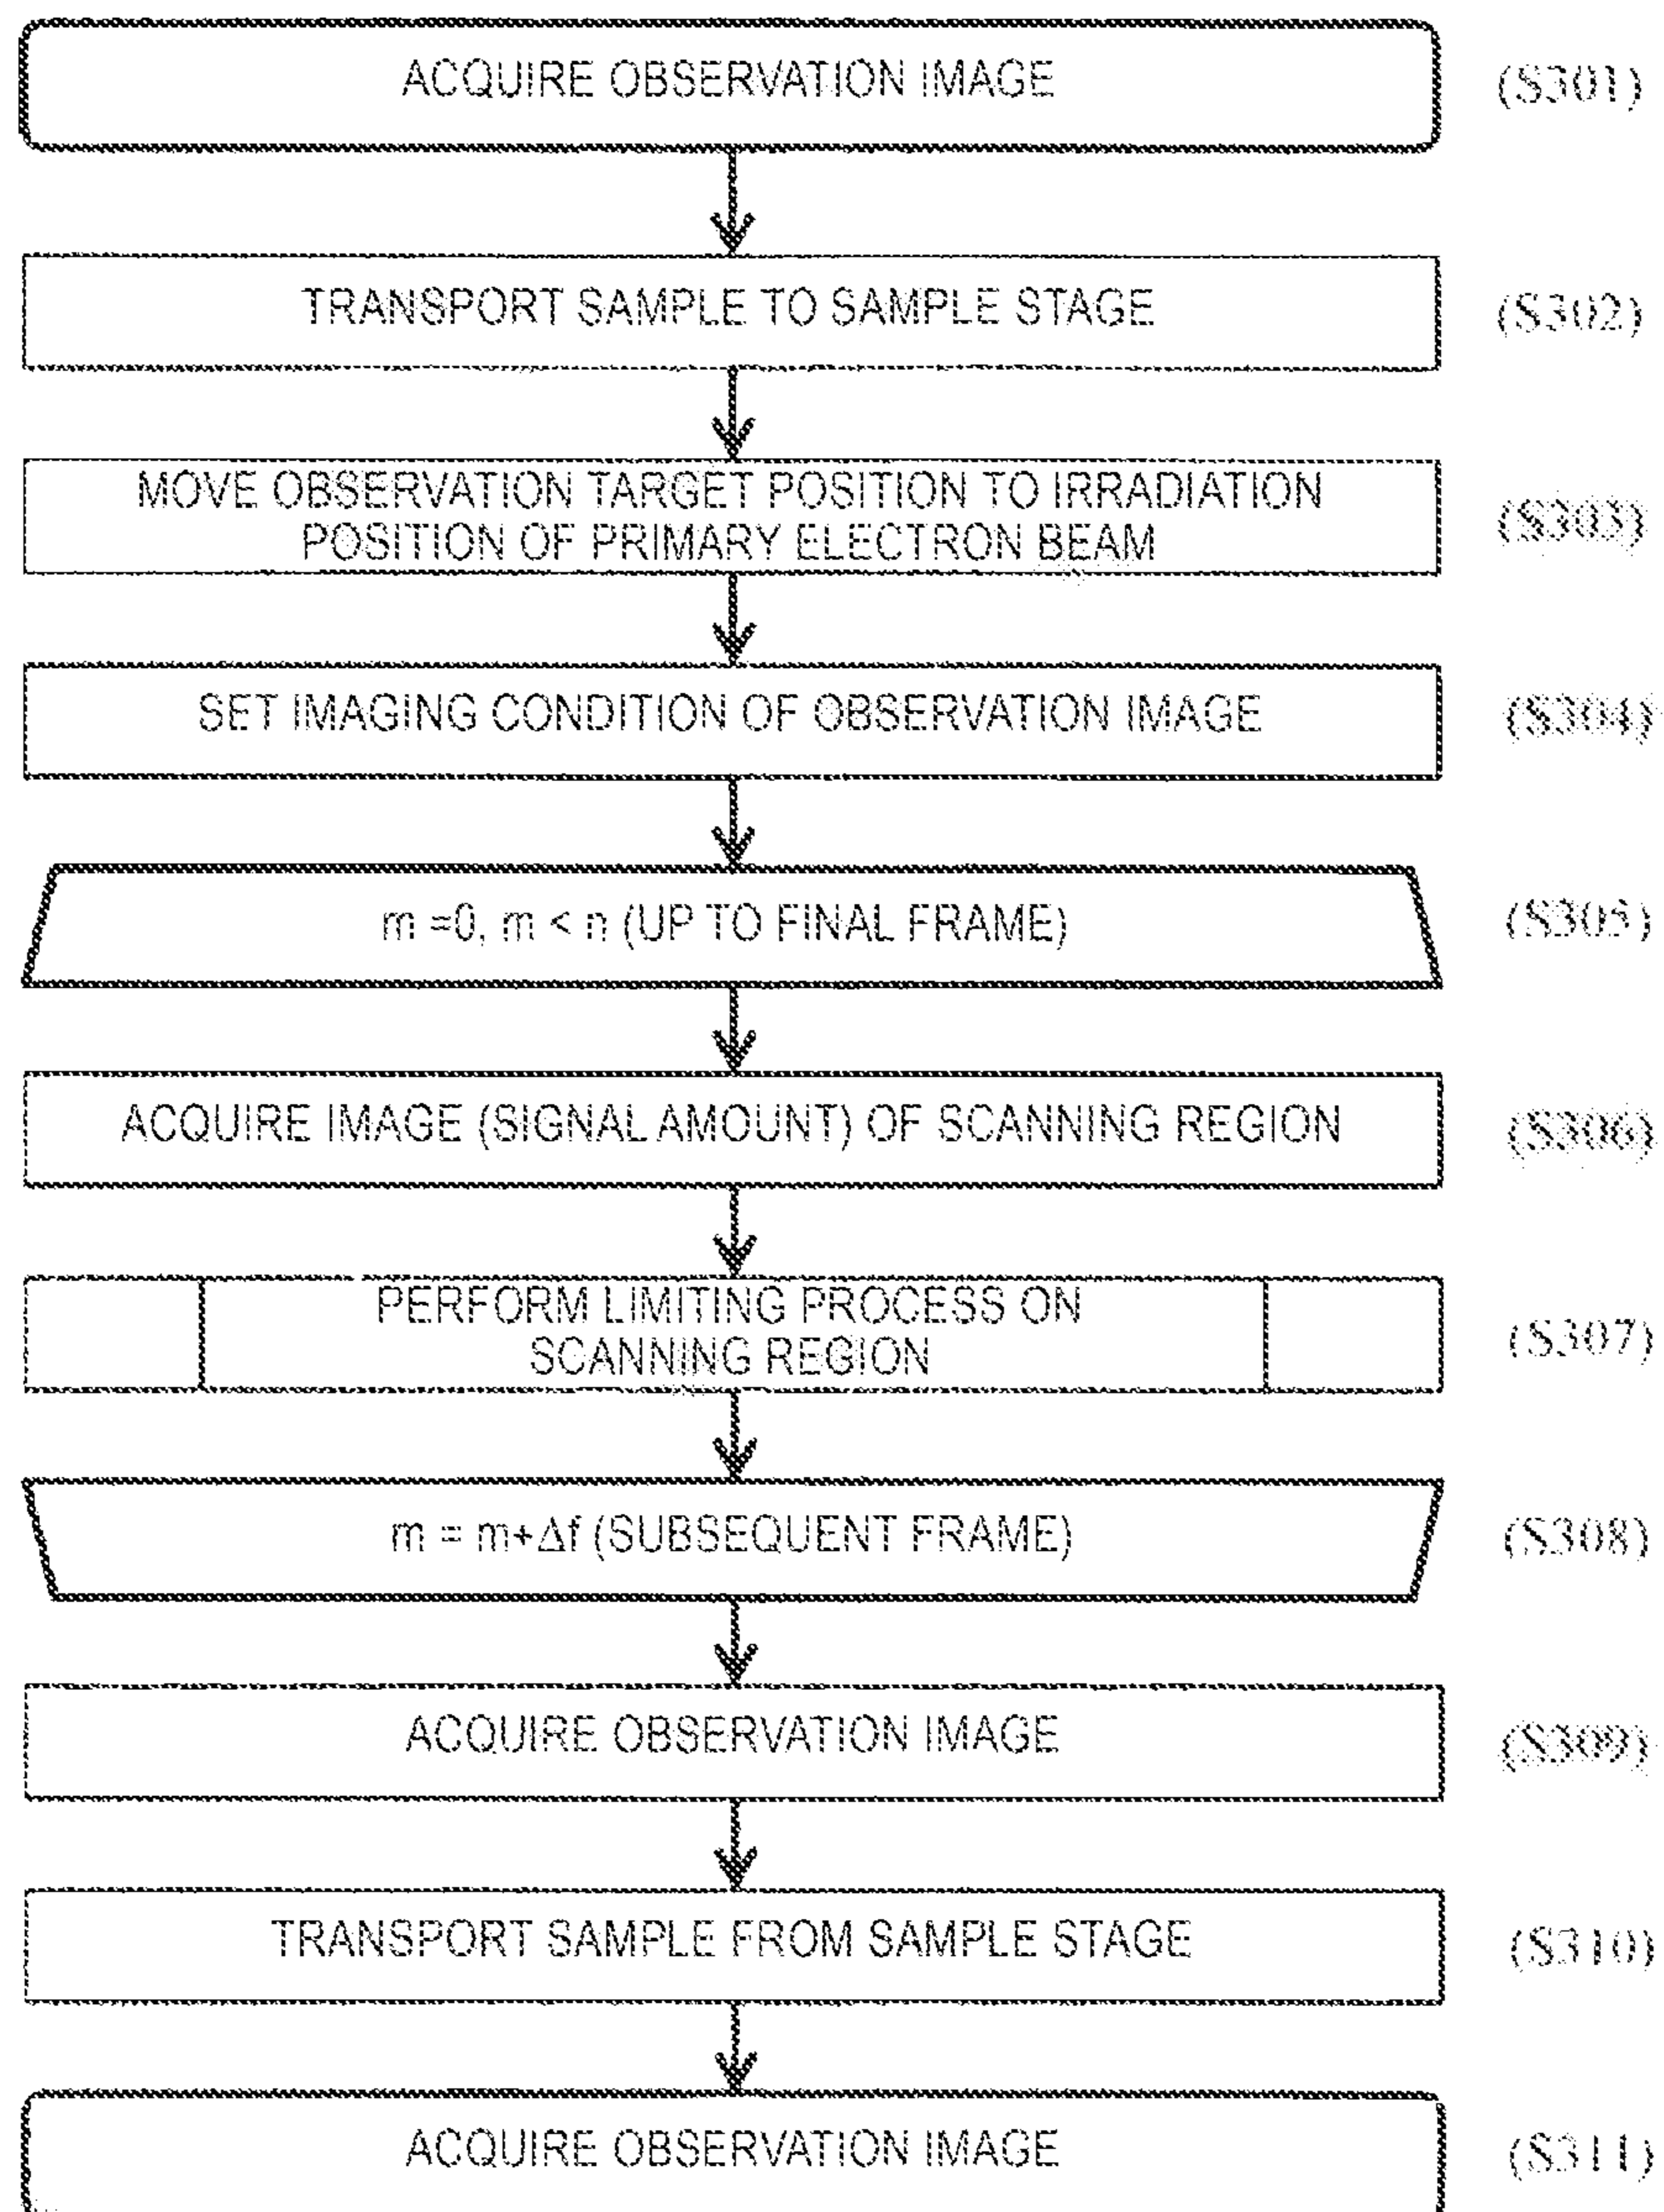 ACQUIRE OBSERVATION IMAGE (S301)
TRANSPORT SAMPLE TO SAMPLE STAGE (S302)
MOVE OBSERVATION TARGET POSITION TO IRRADIATION
POSITION OF PRIMARY ELECTRON BEAM (S303)
SET IMAGING CONDITION OF OBSERVATION IMAGE (S304)
m =0, m < n (UP TO FINAL FRAME) (S305)
ACQUIRE IMAGE (SIGNAL AMOUNT) OF SCANNING REGION (S306)
PERFORM LIMITING PROCESS ON
SCANNING REGION (S307)
m = m+Δf (SUBSEQUENT FRAME) (S308)
ACQUIRE OBSERVATION IMAGE (S309)
TRANSPORT SAMPLE FROM SAMPLE STAGE (S310)
ACQUIRE OBSERVATION IMAGE (S311)